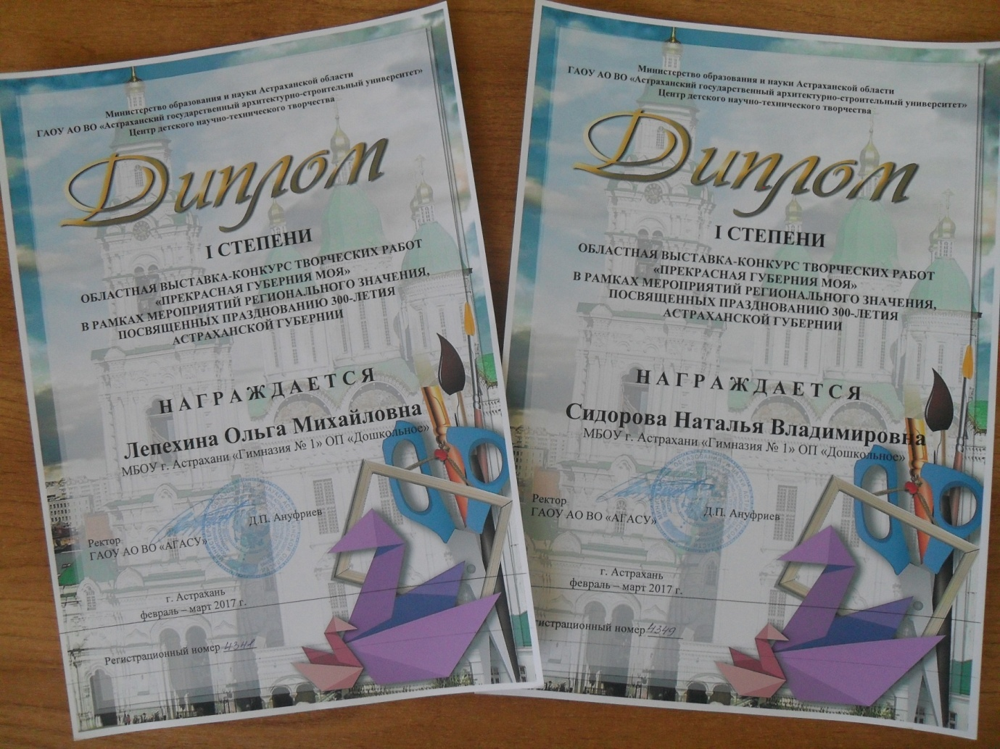 Министерство образования и науки Астраханской области
ГАОУ АО ВО «Астраханский государственный архитектурно-строительный университет»
Центр детского научно-технического творчества
Диплом
I СТЕПЕНИ
ОБЛАСТНАЯ ВЫСТАВКА-КОНКУРС ТВОРЧЕСКИХ РАБОТ
«ПРЕКРАСНАЯ ГУБЕРНИЯ МОЯ»
В РАМКАХ МЕРОПРИЯТИЙ РЕГИОНАЛЬНОГО ЗНАЧЕНИЯ,
ПОСВЯЩЕННЫХ ПРАЗДНОВАНИЮ 300-ЛЕТИЯ
АСТРАХАНСКОЙ ГУБЕРНИИ
НАГРАЖДАЕТСЯ
Лепехина Ольга Михайловна
МБОУ г. Астрахани «Гимназия № 1» ОП «Дошкольное»
Ректор
ГАОУ АО ВО «АГАСУ»
Д.П. Ануфриев
г. Астрахань
февраль – март 2017 г.
Регистрационный номер 4341
Министерство образования и науки Астраханской области
ГАОУ АО ВО «Астраханский государственный архитектурно-строительный университет»
Центр детского научно-технического творчества
Диплом
I СТЕПЕНИ
ОБЛАСТНАЯ ВЫСТАВКА-КОНКУРС ТВОРЧЕСКИХ РАБОТ
«ПРЕКРАСНАЯ ГУБЕРНИЯ МОЯ»
В РАМКАХ МЕРОПРИЯТИЙ РЕГИОНАЛЬНОГО ЗНАЧЕНИЯ,
ПОСВЯЩЕННЫХ ПРАЗДНОВАНИЮ 300-ЛЕТИЯ
АСТРАХАНСКОЙ ГУБЕРНИИ
НАГРАЖДАЕТСЯ
Сидорова Наталья Владимировна
МБОУ г. Астрахани «Гимназия № 1» ОП «Дошкольное»
Ректор
ГАОУ АО ВО «АГАСУ»
Д.П. Ануфриев
г. Астрахань
февраль – март 2017 г.
гистрационный номер 4349